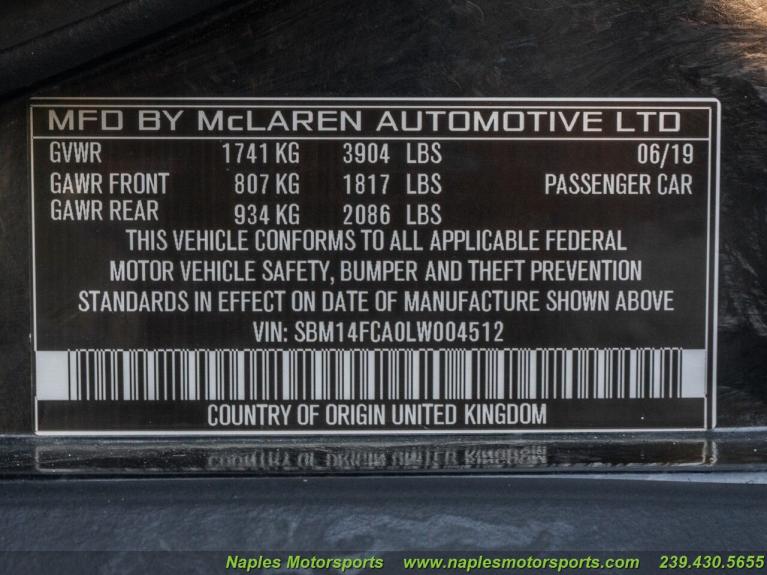 MFD BY McLAREN AUTOMOTIVE LTD
GVWR 1741 KG 3904 LBS 06/19
GAWR FRONT 807 KG 1817 LBS PASSENGER CAR
GAWR REAR 934 KG 2086 LBS
THIS VEHICLE CONFORMS TO ALL APPLICABLE FEDERAL
MOTOR VEHICLE SAFETY, BUMPER AND THEFT PREVENTION
STANDARDS IN EFFECT ON DATE OF MANUFACTURE SHOWN ABOVE
VIN: SBM14FCA0LW004512
COUNTRY OF ORIGIN UNITED KINGDOM
Naples Motorsports www.naplesmotorsports.com 239.430.5655